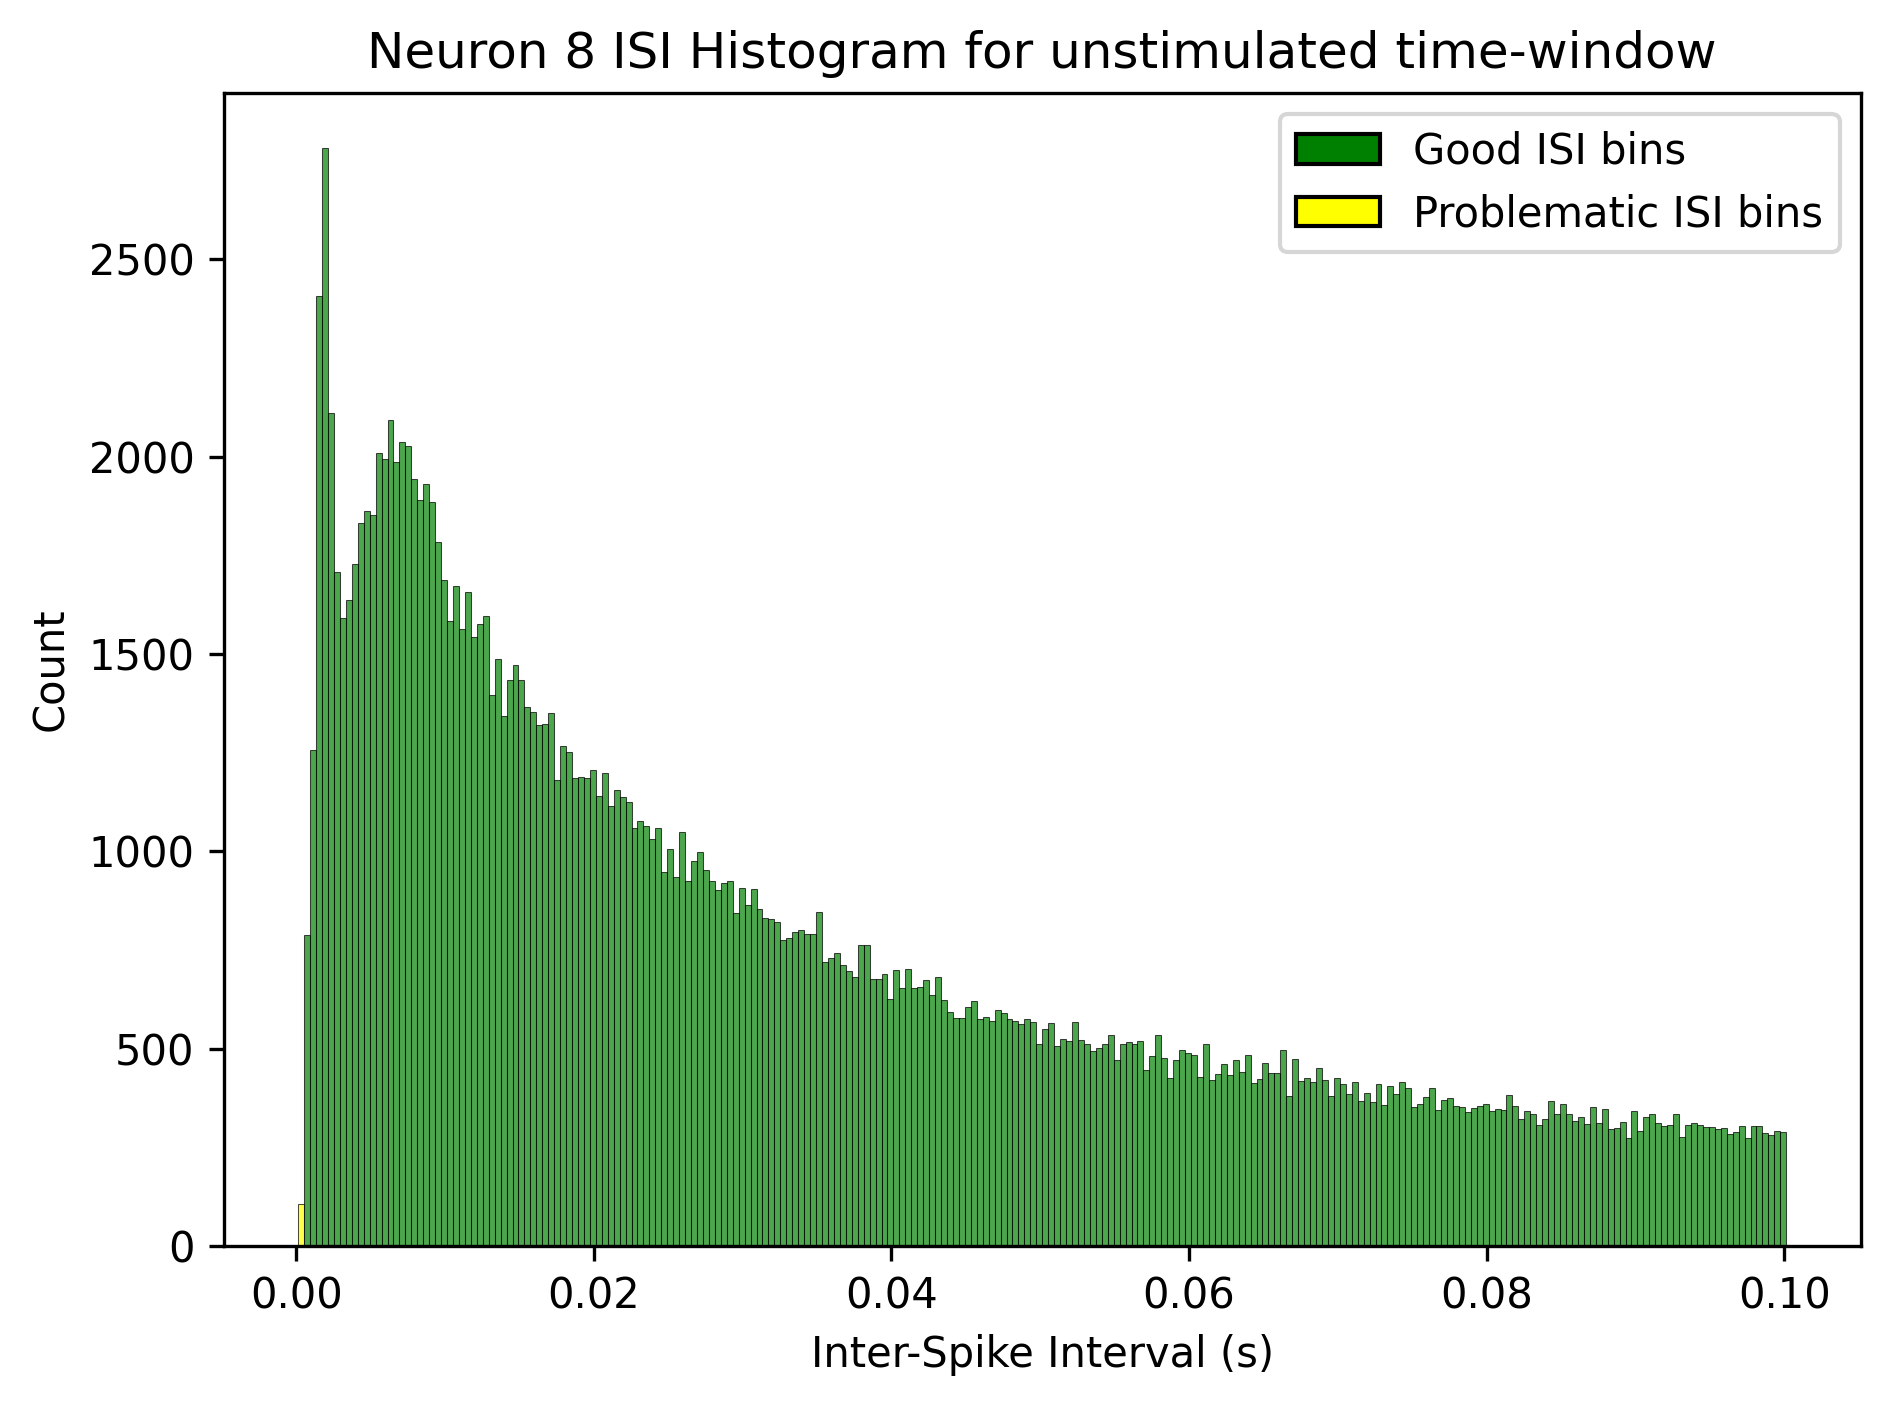 Neuron 8 ISI Histogram for unstimulated time-window
Good ISI bins
Problematic ISI bins
2500
2000
1500
1000
500
0
Count
0.00 0.02 0.04 0.06 0.08 0.10
Inter-Spike Interval (s)